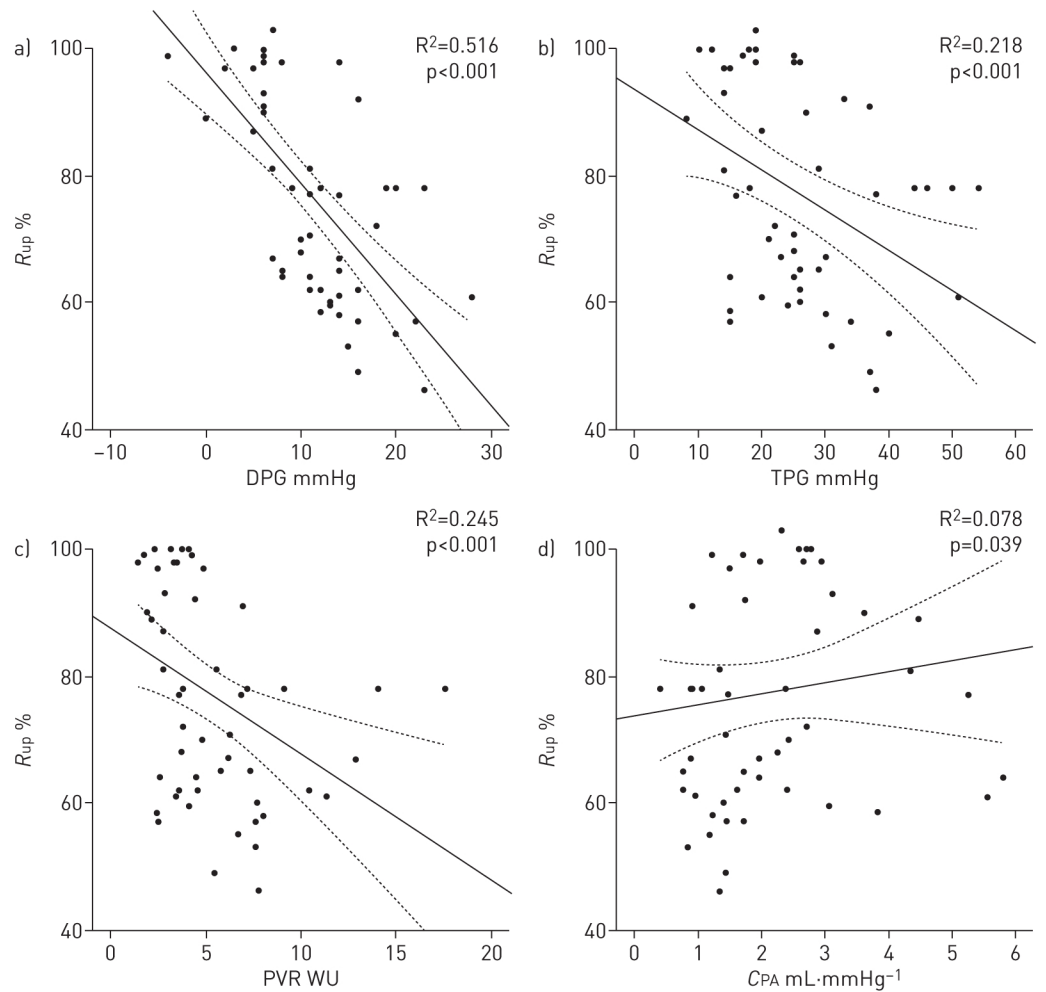 a)
R²=0.516
p<0.001
100
80
60
40
Rup %
−10 0 10 20 30
DPG mmHg
b)
R²=0.218
p<0.001
100
80
60
40
Rup %
0 10 20 30 40 50 60
TPG mmHg
c)
R²=0.245
p<0.001
100
80
60
40
Rup %
0 5 10 15 20
PVR WU
d)
R²=0.078
p=0.039
100
80
60
40
Rup %
0 1 2 3 4 5 6
CPA mL·mmHg⁻¹